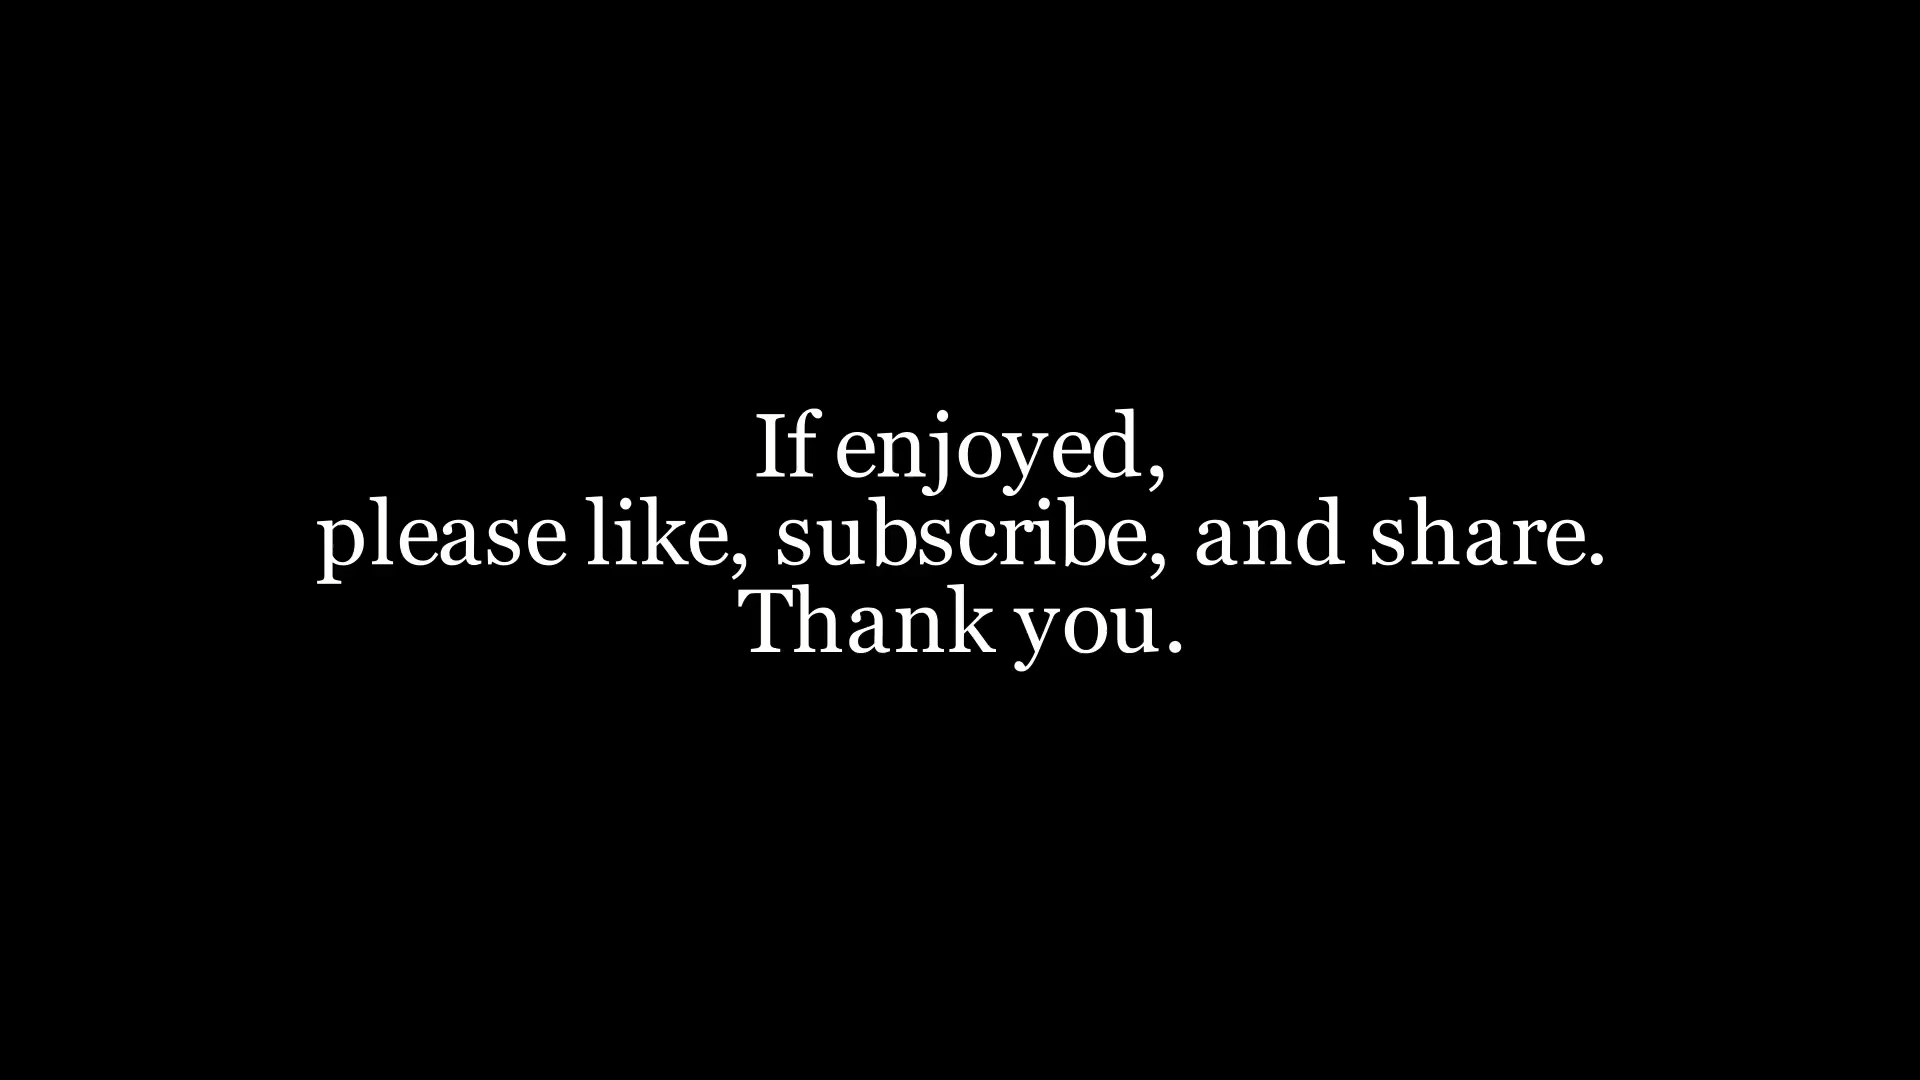 If enjoyed,
please like, subscribe, and share.
Thank you.